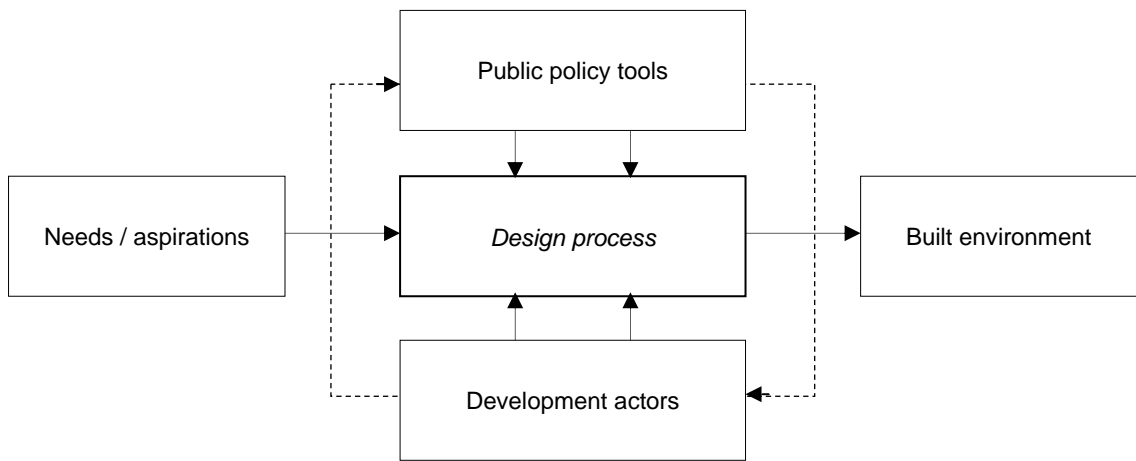 Public policy tools
Needs / aspirations
Design process
Built environment
Development actors